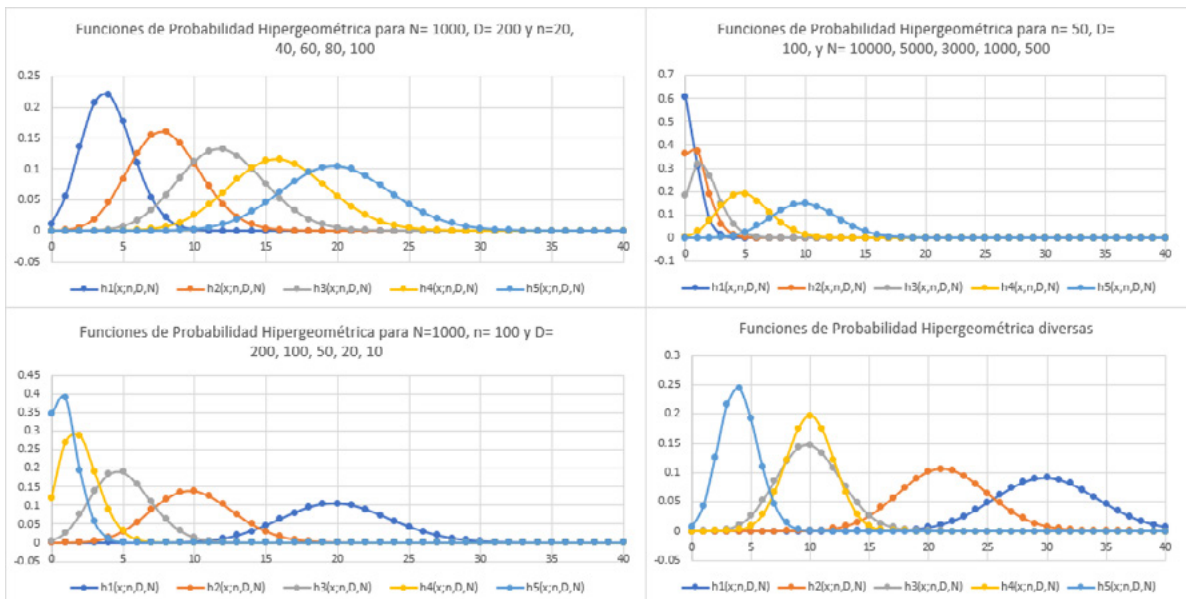 Funciones de Probabilidad Hipergeométrica para N= 1000, D= 200 y n=20,
40, 60, 80, 100
0.25
0.2
0.15
0.1
0.05
0
-0.05
0 5 10 15 20 25 30 35 40
h1(x;n,D,N) h2(x;n,D,N) h3(x;n,D,N) h4(x;n,D,N) h5(x;n,D,N)
Funciones de Probabilidad Hipergeométrica para n= 50, D=
100, y N= 10000, 5000, 3000, 1000, 500
0.7
0.6
0.5
0.4
0.3
0.2
0.1
0
-0.1
0 5 10 15 20 25 30 35 40
h1(x,n,D,N) h2(x,n,D,N) h3(x,n,D,N) h4(x,n,D,N) h5(x,n,D,N)
Funciones de Probabilidad Hipergeométrica para N=1000, n= 100 y D=
200, 100, 50, 20, 10
0.45
0.4
0.35
0.3
0.25
0.2
0.15
0.1
0.05
0
-0.05
0 5 10 15 20 25 30 35 40
h1(x;n,D,N) h2(x;n,D,N) h3(x;n,D,N) h4(x;n,D,N) h5(x;n,D,N)
Funciones de Probabilidad Hipergeométrica diversas
0.3
0.25
0.2
0.15
0.1
0.05
0
-0.05
0 5 10 15 20 25 30 35 40
h1(x;n,D,N) h2(x;n,D,N) h3(x;n,D,N) h4(x;n,D,N) h5(x;n,D,N)